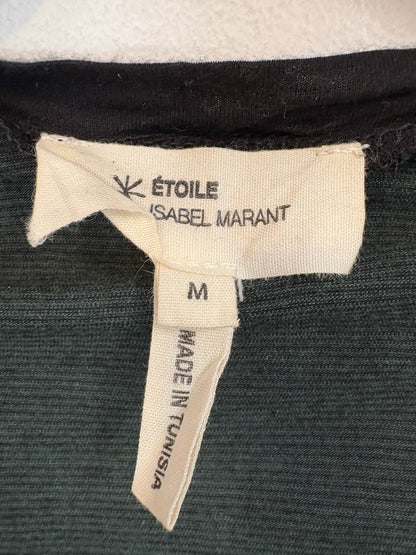 ÉTOILE
ISABEL MARANT
M
MADE IN TUNISIA